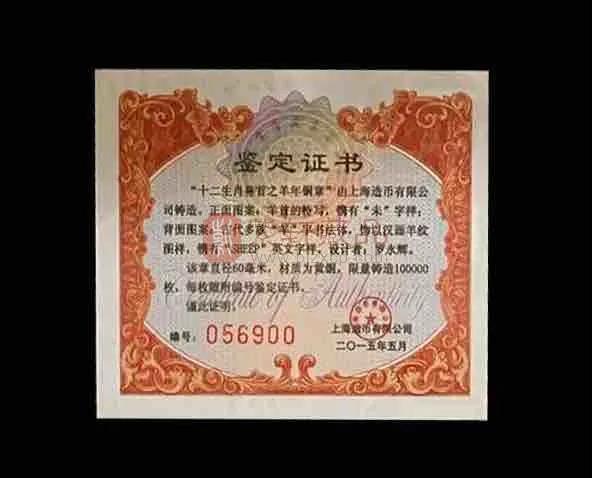 鉴定证书
“十二生肖兽首之羊年铜章”由上海造币有限公
司铸造。正面图案：羊首的特写，镌有“未”字样；
背面图案：古代多款“羊”字书法体，饰以汉源羊纹
图样，镌有“SHEEP”英文字样，设计者：罗永辉。
该章直径60毫米，材质为黄铜，限量铸造100000
枚，每枚附编号鉴定证书。
谨此证明。
of Authenticity
编号：056900
上海造币有限公司
二〇一五年五月